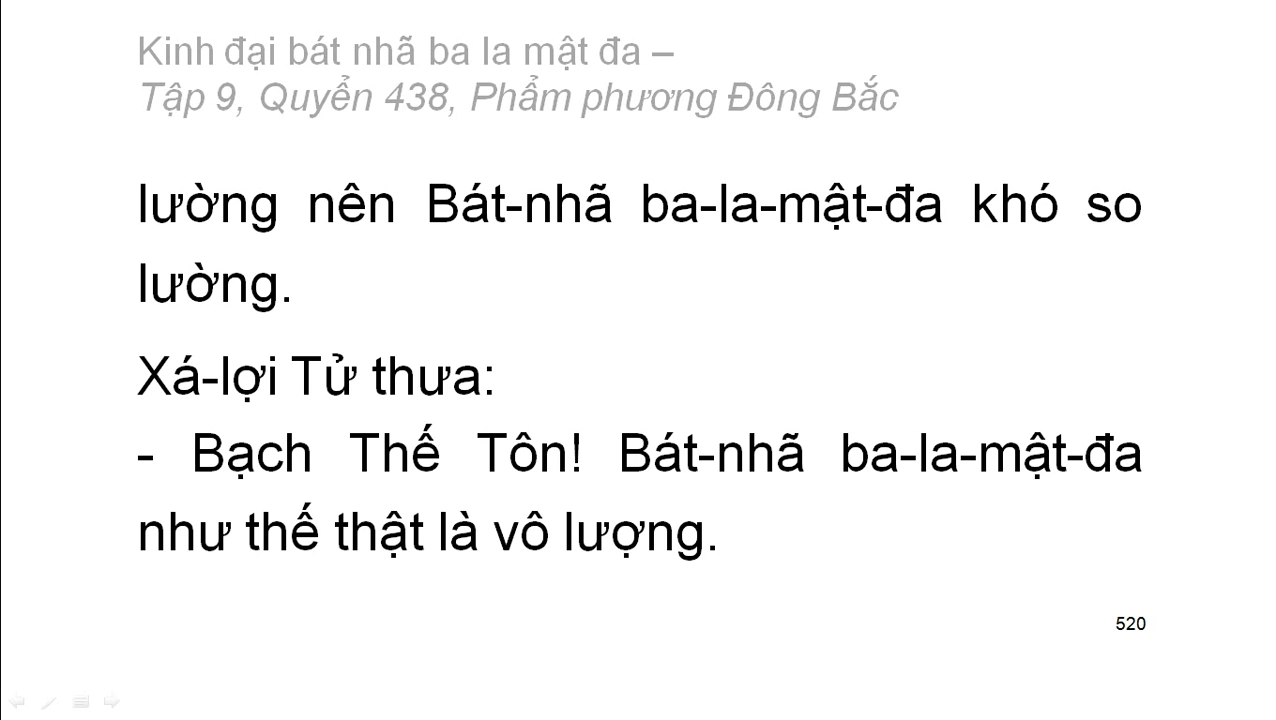 Kinh đại bát nhã ba la mật đa –
Tập 9, Quyển 438, Phẩm phương Đông Bắc
lường nên Bát-nhã ba-la-mật-đa khó so
lường.
Xá-lợi Tử thưa:
- Bạch Thế Tôn! Bát-nhã ba-la-mật-đa
như thế thật là vô lượng.
520